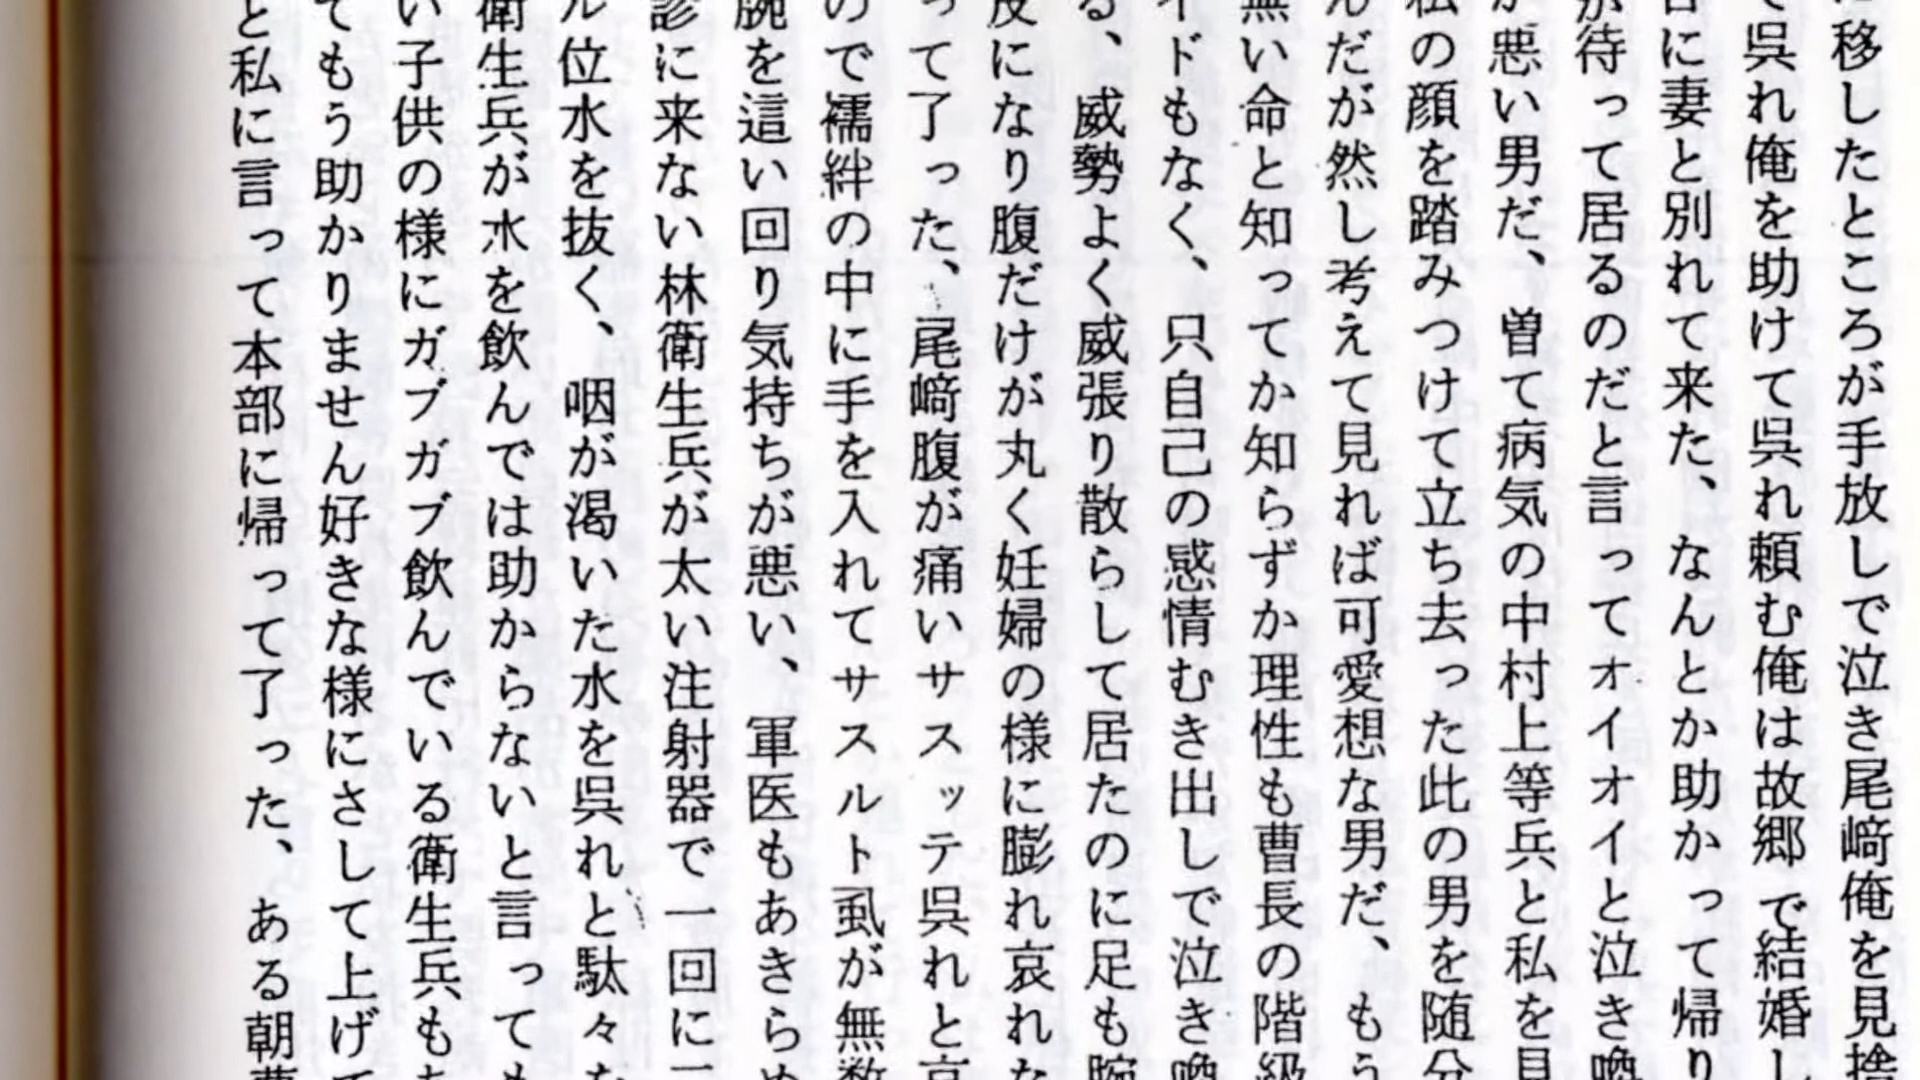 移したところが手放しで泣き尾﨑俺を見捨
呉れ俺を助けて呉れ頼む俺は故郷で結婚し
に妻と別れて来た、なんとか助かって帰り
待って居るのだと言ってオイオイと泣き喚
悪い男だ、曽て病気の中村上等兵と私を見
私の顔を踏みつけて立ち去った此の男を随分
んだが然し考えて見れば可愛想な男だ、もう
無い命と知ってか知らずか理性も曹長の階級
イドもなく、只自己の感情むき出しで泣き喚
る、威勢よく威張り散らして居たのに足も腕
皮になり腹だけが丸く妊婦の様に膨れ哀れな
って了った、尾﨑腹が痛いサスッテ呉れと哀
ので襦絆の中に手を入れてサスルト虱が無数
腕を這い回り気持ちが悪い、軍医もあきらめ
診に来ない林衛生兵が太い注射器で一回に
ル位水を抜く、咽が渇いた水を呉れと駄々な
衛生兵が水を飲んでは助からないと言っても
い子供の様にガブガブ飲んでいる衛生兵も
てもう助かりません好きな様にさして上げて
と私に言って本部に帰って了った、ある朝